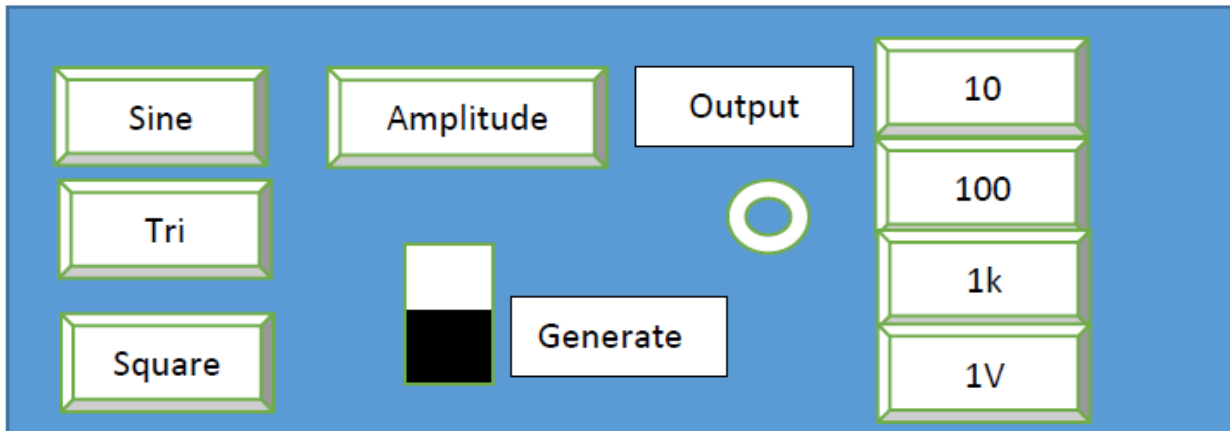 Sine
Tri
Square
Amplitude
Generate
Output
10
100
1k
1V